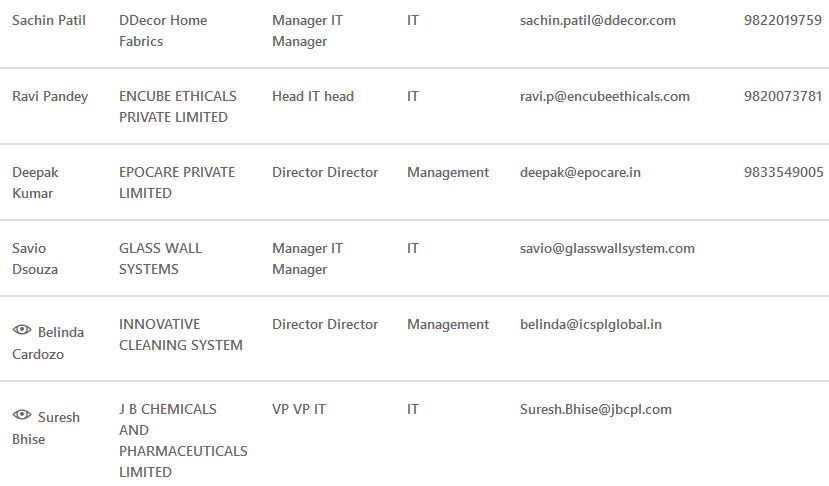 Sachin Patil DDecor Home Manager IT IT sachin.patil@ddecor.com 9822019759
Fabrics Manager
Ravi Pandey ENCUBE ETHICALS Head IT head IT ravi.p@encubeethicals.com 9820073781
PRIVATE LIMITED
Deepak EPOCARE PRIVATE Director Director Management deepak@epocare.in 9833549005
Kumar LIMITED
Savio GLASS WALL Manager IT IT savio@glasswallsystem.com
Dsouza SYSTEMS Manager
Belinda INNOVATIVE Director Director Management belinda@icsplglobal.in
Cardozo CLEANING SYSTEM
Suresh J B CHEMICALS VP VP IT IT Suresh.Bhise@jbcpl.com
Bhise AND
PHARMACEUTICALS
LIMITED